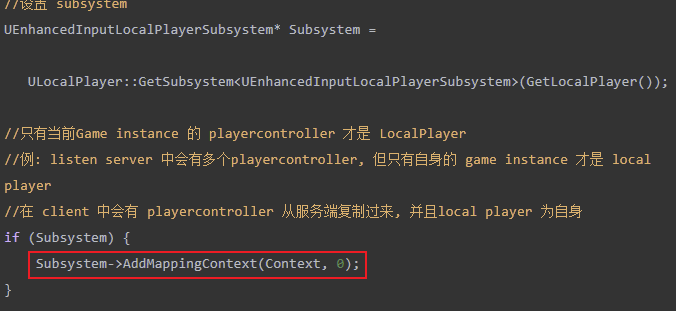 //设置 subsystem
UEnhancedInputLocalPlayerSubsystem* Subsystem =
ULocalPlayer::GetSubsystem<UEnhancedInputLocalPlayerSubsystem>(GetLocalPlayer());
//只有当前Game instance 的 playercontroller 才是 LocalPlayer
//例: listen server 中会有多个playercontroller, 但只有自身的 game instance 才是 local
player
//在 client 中会有 playercontroller 从服务端复制过来, 并且local player 为自身
if (Subsystem) {
Subsystem->AddMappingContext(Context, 0);
}